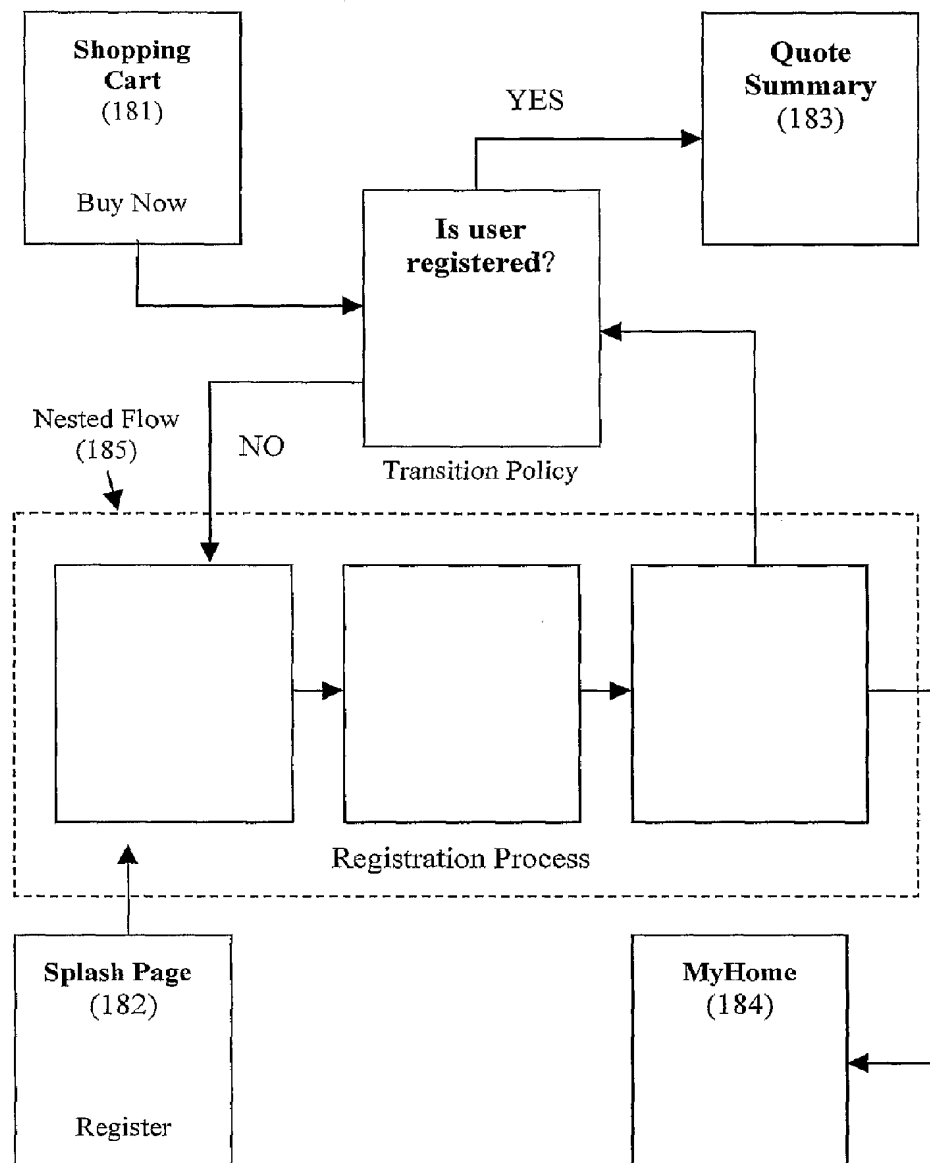 Shopping
Cart
(181)
Buy Now
YES
Quote
Summary
(183)
Is user
registered?
Nested Flow
(185)
NO
Transition Policy
Registration Process
Splash Page
(182)
Register
MyHome
(184)